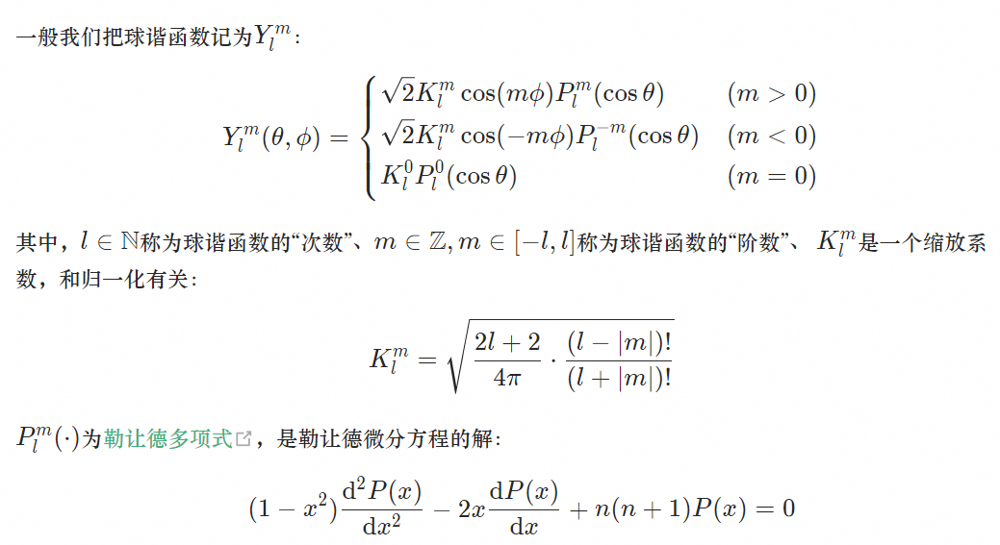 一般我们把球谐函数记为$Y_l^m$：
$$Y_l^m(\theta, \phi) = \begin{cases} \sqrt{2}K_l^m \cos(m\phi)P_l^m(\cos\theta) & (m > 0) \\ \sqrt{2}K_l^m \cos(-m\phi)P_l^{-m}(\cos\theta) & (m < 0) \\ K_l^0 P_l^0(\cos\theta) & (m = 0) \end{cases}$$
其中，$l \in \mathbb{N}$称为球谐函数的“次数”、$m \in \mathbb{Z}, m \in [-l, l]$称为球谐函数的“阶数”、 $K_l^m$是一个缩放系
数，和归一化有关：
$$K_l^m = \sqrt{\frac{2l + 2}{4\pi} \cdot \frac{(l - |m|)!}{(l + |m|)!}}$$
$P_l^m(\cdot)$为勒让德多项式，是勒让德微分方程的解：
$$(1 - x^2)\frac{\mathrm{d}^2 P(x)}{\mathrm{d}x^2} - 2x\frac{\mathrm{d}P(x)}{\mathrm{d}x} + n(n + 1)P(x) = 0$$